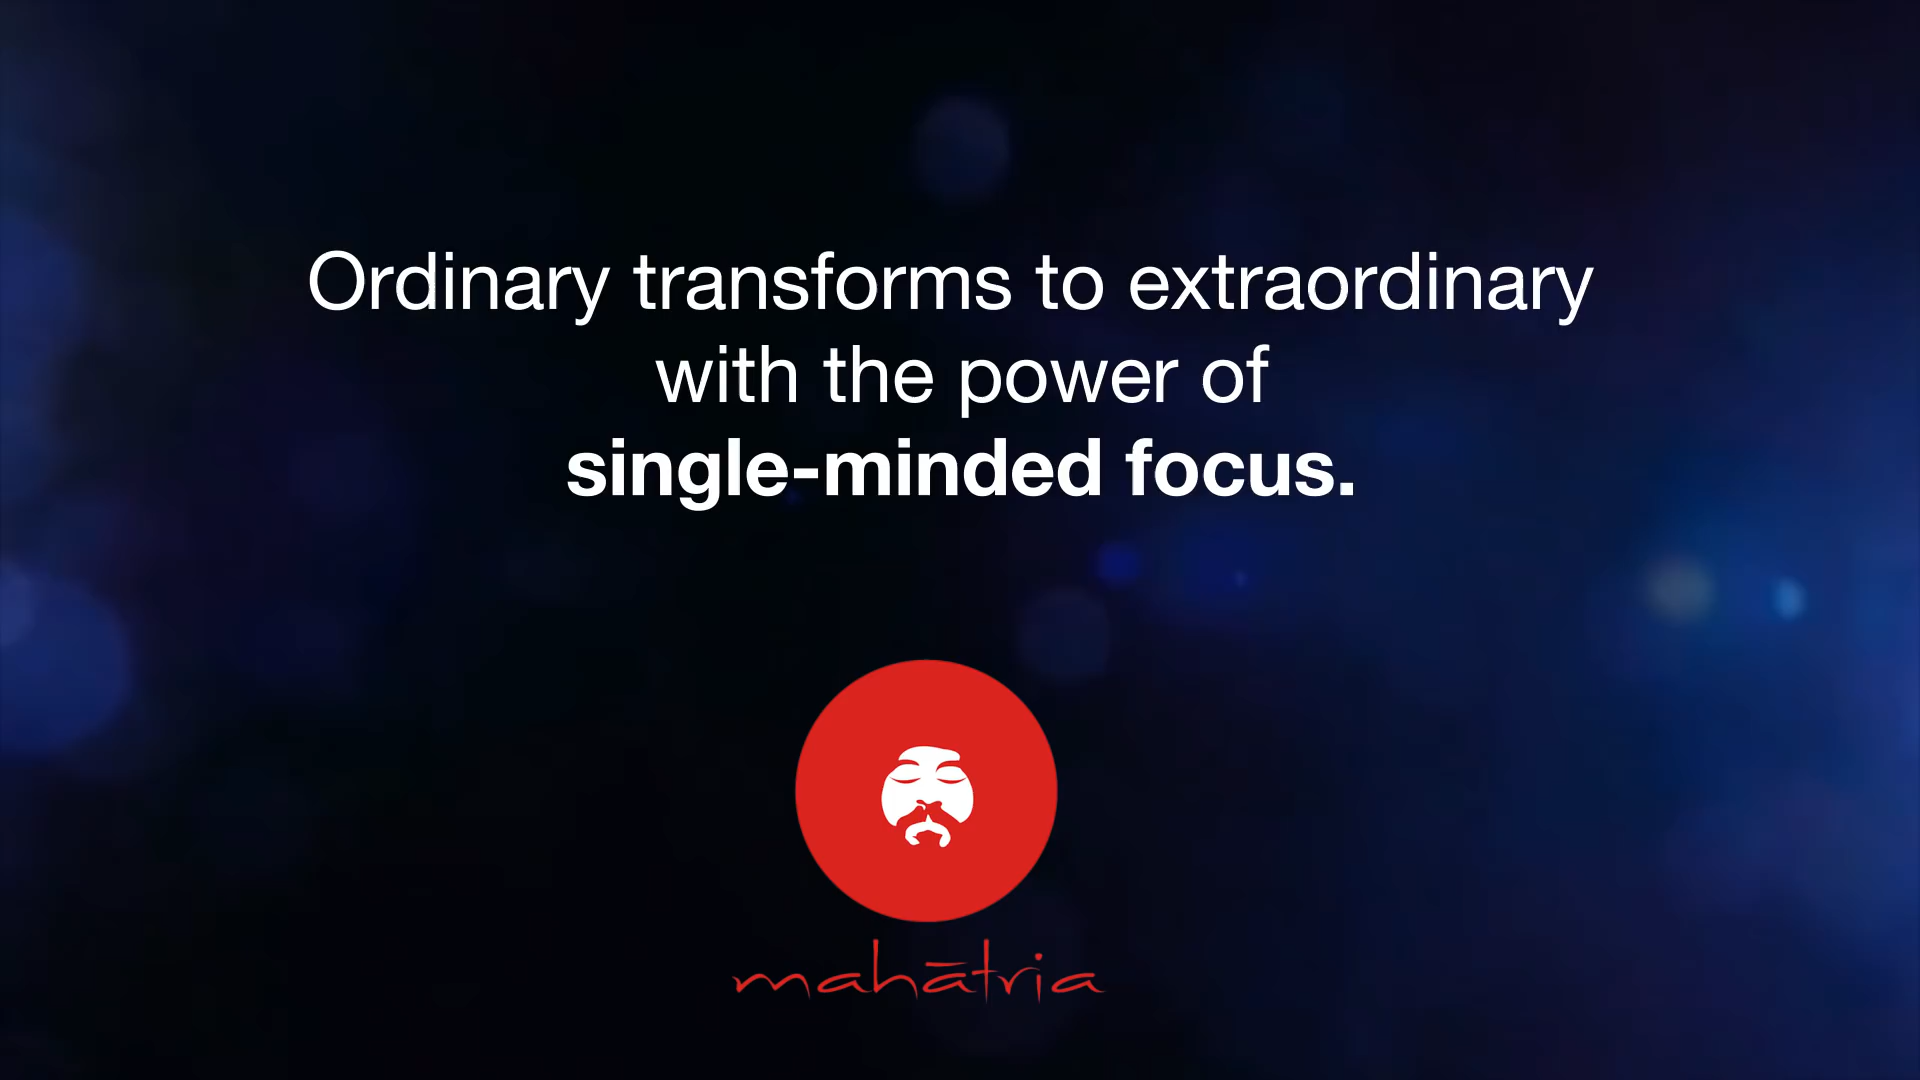 Ordinary transforms to extraordinary
with the power of
single-minded focus.
mahātria